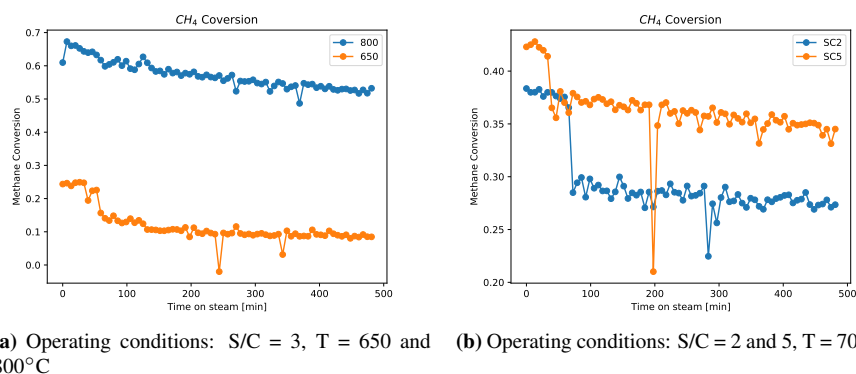 CH₄ Coversion
0.7
0.6
0.5
0.4
0.3
0.2
0.1
0.0
Methane Conversion
800
650
0 100 200 300 400 500
Time on steam [min]
CH₄ Coversion
0.40
0.35
0.30
0.25
0.20
Methane Conversion
SC2
SC5
0 100 200 300 400 500
Time on steam [min]
a) Operating conditions: S/C = 3, T = 650 and
800°C
(b) Operating conditions: S/C = 2 and 5, T = 70